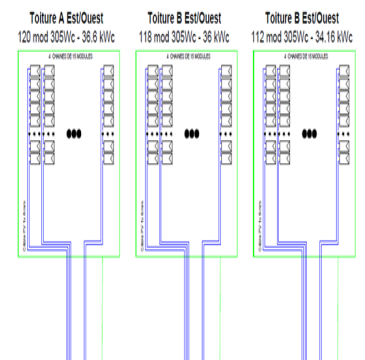 Toiture A Est/Ouest
120 mod 305Wc - 36.6 kWc
4 CHAINES DE 15 MODULES
Toiture B Est/Ouest
118 mod 305Wc - 36 kWc
4 CHAINES DE 15 MODULES
Toiture B Est/Ouest
112 mod 305Wc - 34,16 kWc
4 CHAINES DE 15 MODULES